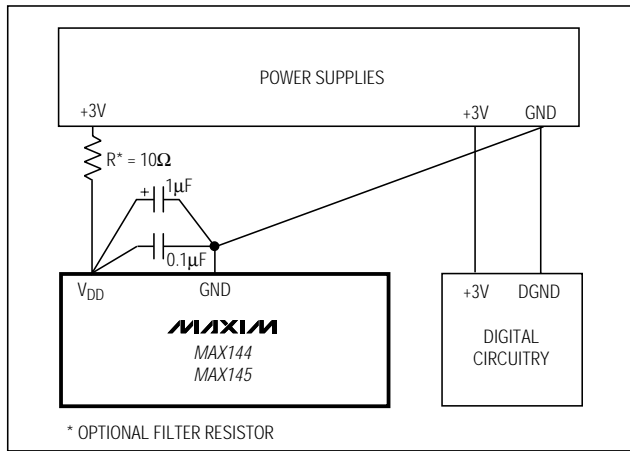 POWER SUPPLIES
+3V +3V GND
R* = 10Ω
+ 1µF
0.1µF
VDD GND
+3V DGND
MAXIM
MAX144
MAX145
DIGITAL
CIRCUITRY
* OPTIONAL FILTER RESISTOR